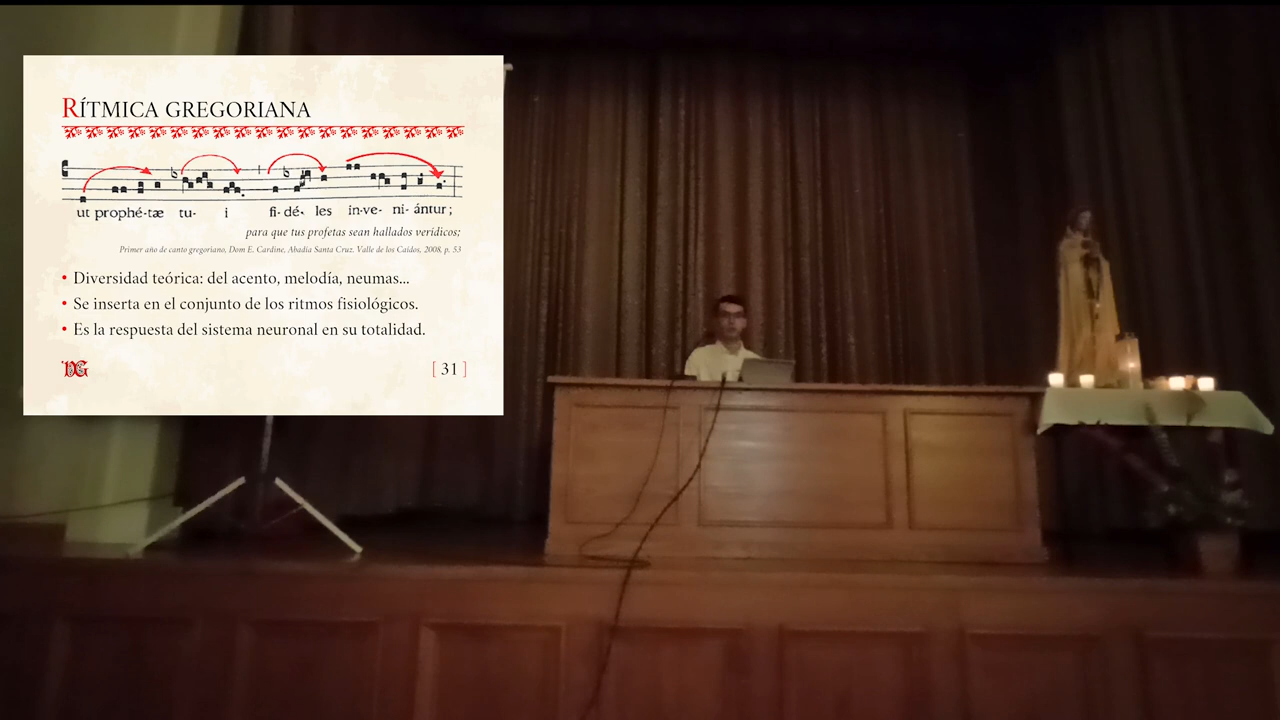 RÍTMICA GREGORIANA
ut prophé-tæ tu- i fi-dé- les in-ve- ni- ántur;
para que tus profetas sean hallados verídicos;
Primer año de canto gregoriano, Dom E. Cardine, Abadía Santa Cruz. Valle de los Caídos, 2008, p. 53
• Diversidad teórica: del acento, melodía, neumas...
• Se inserta en el conjunto de los ritmos fisiológicos.
• Es la respuesta del sistema neuronal en su totalidad.
[ 31 ]